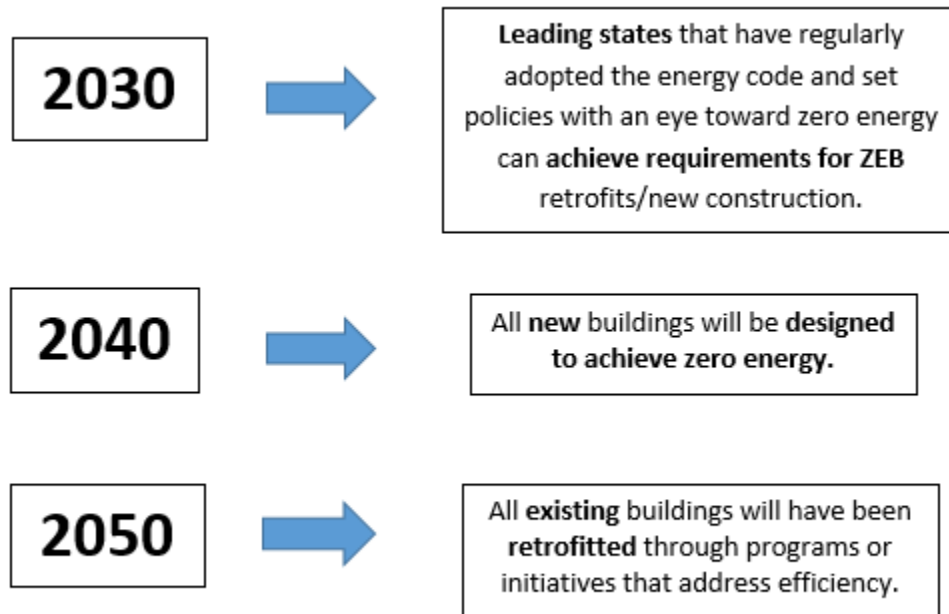 2030
Leading states that have regularly
adopted the energy code and set
policies with an eye toward zero energy
can achieve requirements for ZEB
retrofits/new construction.
2040
All new buildings will be designed
to achieve zero energy.
2050
All existing buildings will have been
retrofitted through programs or
initiatives that address efficiency.